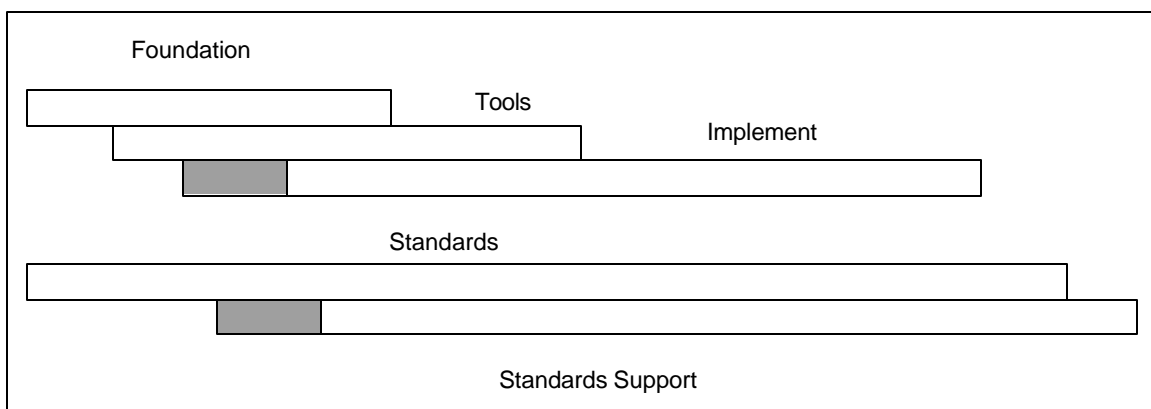 Foundation
Tools
Implement
Standards
Standards Support